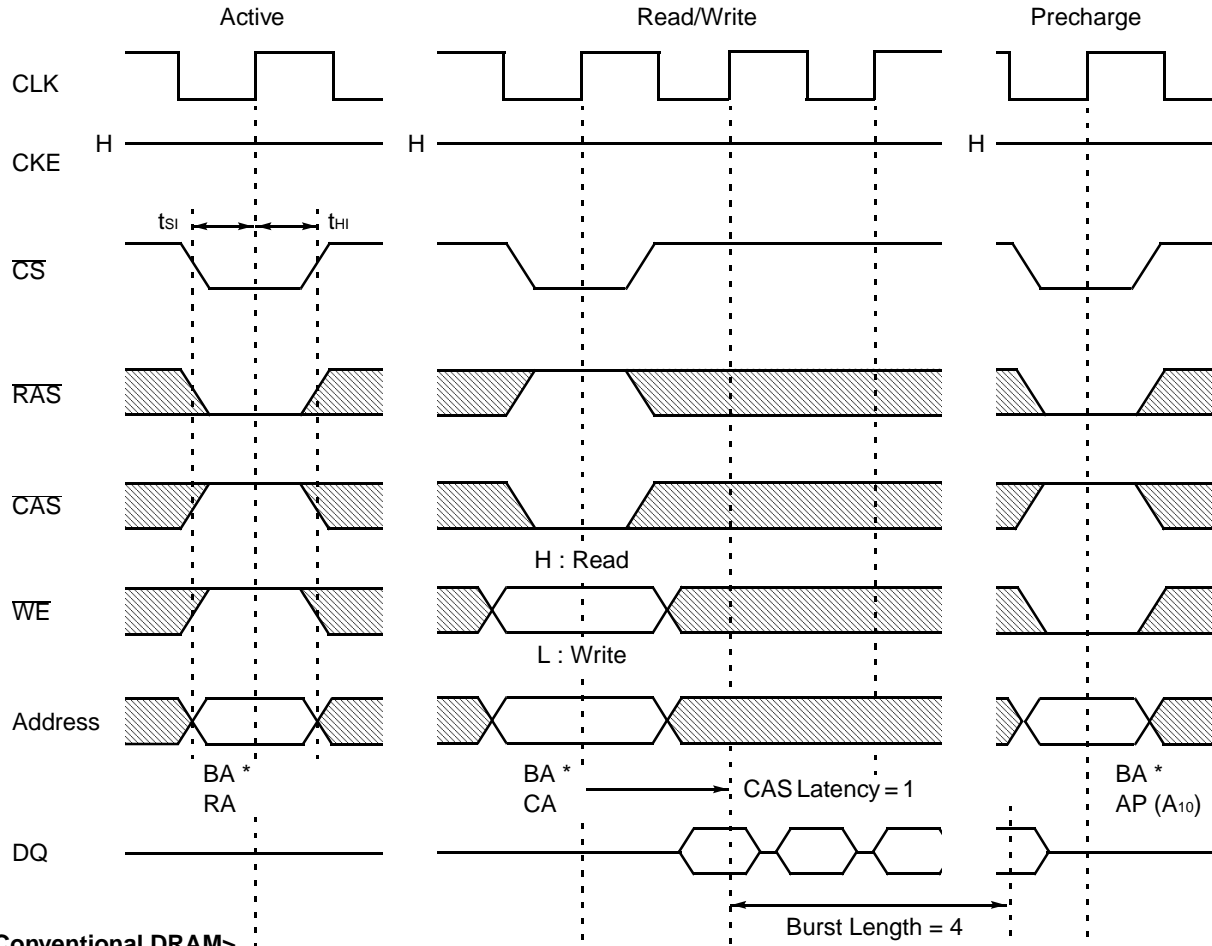 Active Read/Write Precharge
CLK
H H H
CKE
tSI tHI
CS
RAS
CAS
H : Read
WE
L : Write
Address
BA * BA * CAS Latency = 1 BA *
RA CA AP (A10)
DQ
Burst Length = 4
Conventional DRAM>